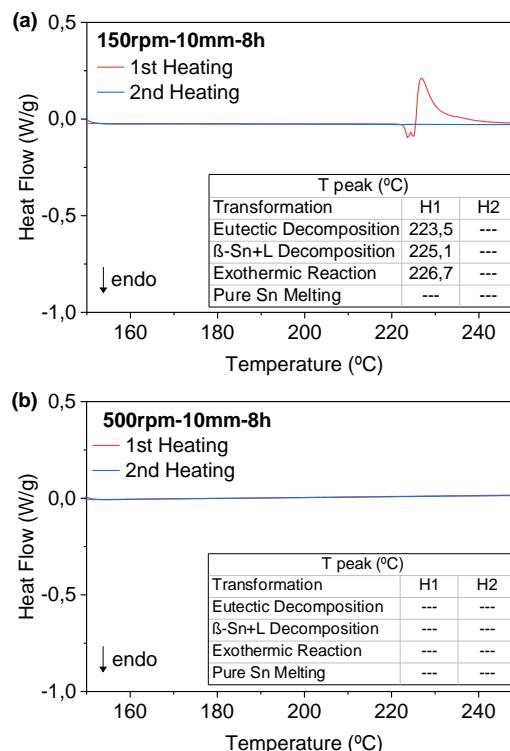 (a)
150rpm-10mm-8h
1st Heating
2nd Heating
0,5
0,0
-0,5
-1,0
Heat Flow (W/g)
T peak (ºC)
Transformation H1 H2
Eutectic Decomposition 223,5 ---
ß-Sn+L Decomposition 225,1 ---
Exothermic Reaction 226,7 ---
Pure Sn Melting --- ---
↓ endo
160 180 200 220 240
Temperature (ºC)
(b)
500rpm-10mm-8h
1st Heating
2nd Heating
0,5
0,0
-0,5
-1,0
Heat Flow (W/g)
T peak (ºC)
Transformation H1 H2
Eutectic Decomposition --- ---
ß-Sn+L Decomposition --- ---
Exothermic Reaction --- ---
Pure Sn Melting --- ---
↓ endo
160 180 200 220 240
Temperature (ºC)